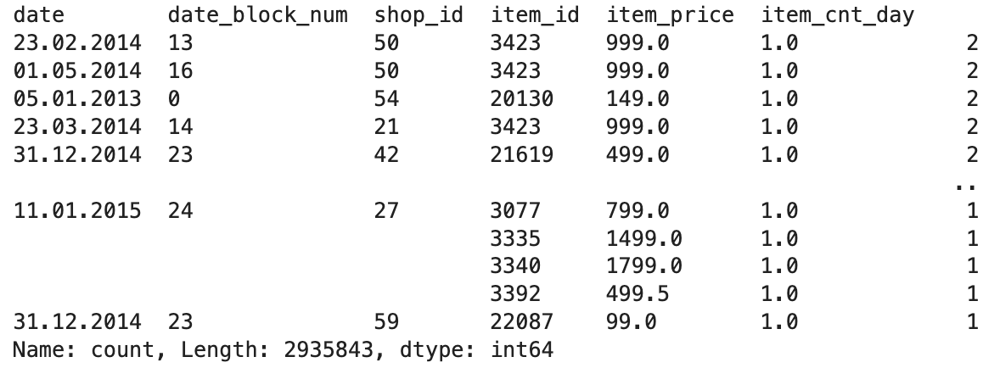 date date_block_num shop_id item_id item_price item_cnt_day
23.02.2014 13 50 3423 999.0 1.0 2
01.05.2014 16 50 3423 999.0 1.0 2
05.01.2013 0 54 20130 149.0 1.0 2
23.03.2014 14 21 3423 999.0 1.0 2
31.12.2014 23 42 21619 499.0 1.0 2
..
11.01.2015 24 27 3077 799.0 1.0 1
3335 1499.0 1.0 1
3340 1799.0 1.0 1
3392 499.5 1.0 1
31.12.2014 23 59 22087 99.0 1.0 1
Name: count, Length: 2935843, dtype: int64